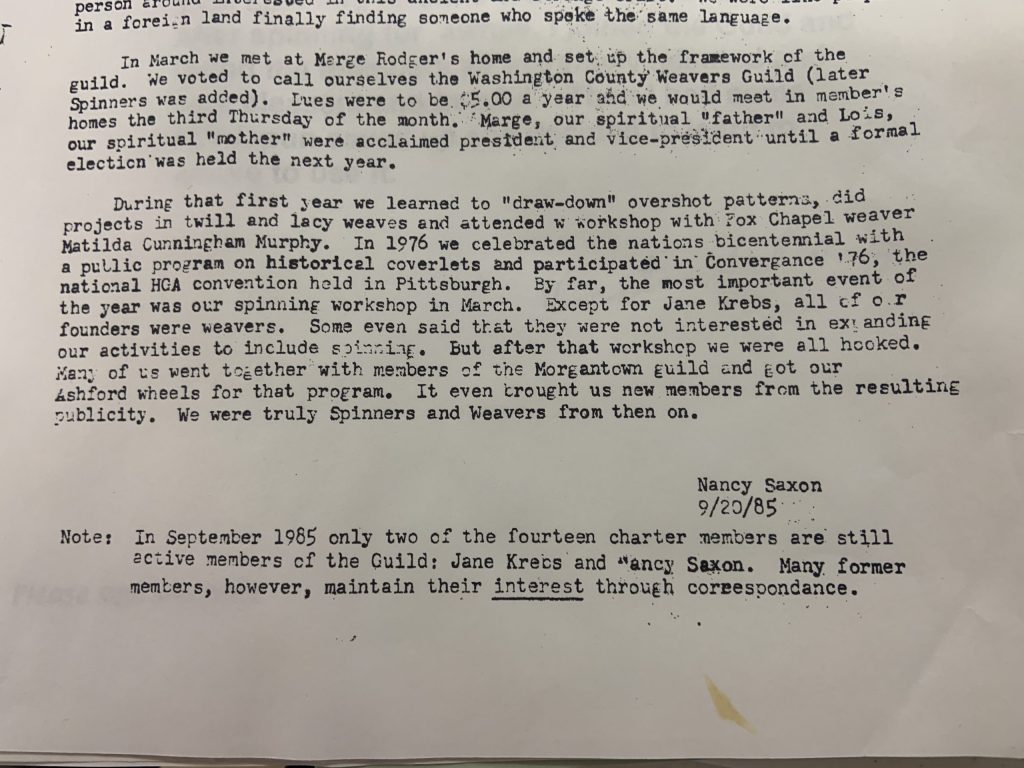 person around interested in this ancient and
in a foreign land finally finding someone who spoke the same language.
In March we met at Marge Rodger's home and set up the framework of the
guild. We voted to call ourselves the Washington County Weavers Guild (later
Spinners was added). Dues were to be $5.00 a year and we would meet in member's
homes the third Thursday of the month. Marge, our spiritual "father" and Lois,
our spiritual "mother" were acclaimed president and vice-president until a formal
election was held the next year.
During that first year we learned to "draw-down" overshot patterns, did
projects in twill and lacy weaves and attended w workshop with Fox Chapel weaver
Matilda Cunningham Murphy. In 1976 we celebrated the nations bicentennial with
a public program on historical coverlets and participated in Convergance '76, the
national HGA convention held in Pittsburgh. By far, the most important event of
the year was our spinning workshop in March. Except for Jane Krebs, all of our
founders were weavers. Some even said that they were not interested in expanding
our activities to include spinning. But after that workshop we were all hooked.
Many of us went together with members of the Morgantown guild and got our
Ashford wheels for that program. It even brought us new members from the resulting
publicity. We were truly Spinners and Weavers from then on.
Nancy Saxon
9/20/85
Note: In September 1985 only two of the fourteen charter members are still
active members of the Guild: Jane Krebs and Nancy Saxon. Many former
members, however, maintain their interest through correspondance.